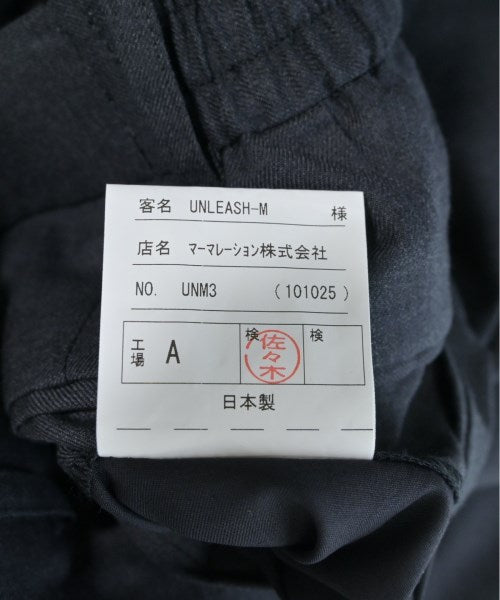 客名 UNLEASH-M 様
店名 マーマレーション株式会社
NO. UNM3 (101025)
工場 A 検 佐々木 検
日本製